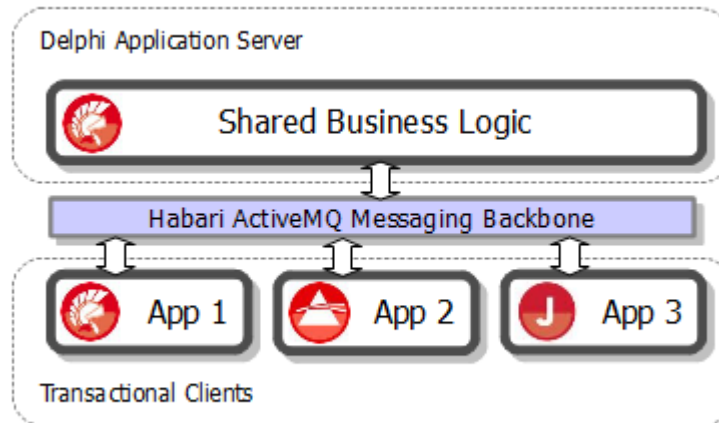 Delphi Application Server
Shared Business Logic
Habari ActiveMQ Messaging Backbone
App 1
App 2
J
App 3
Transactional Clients